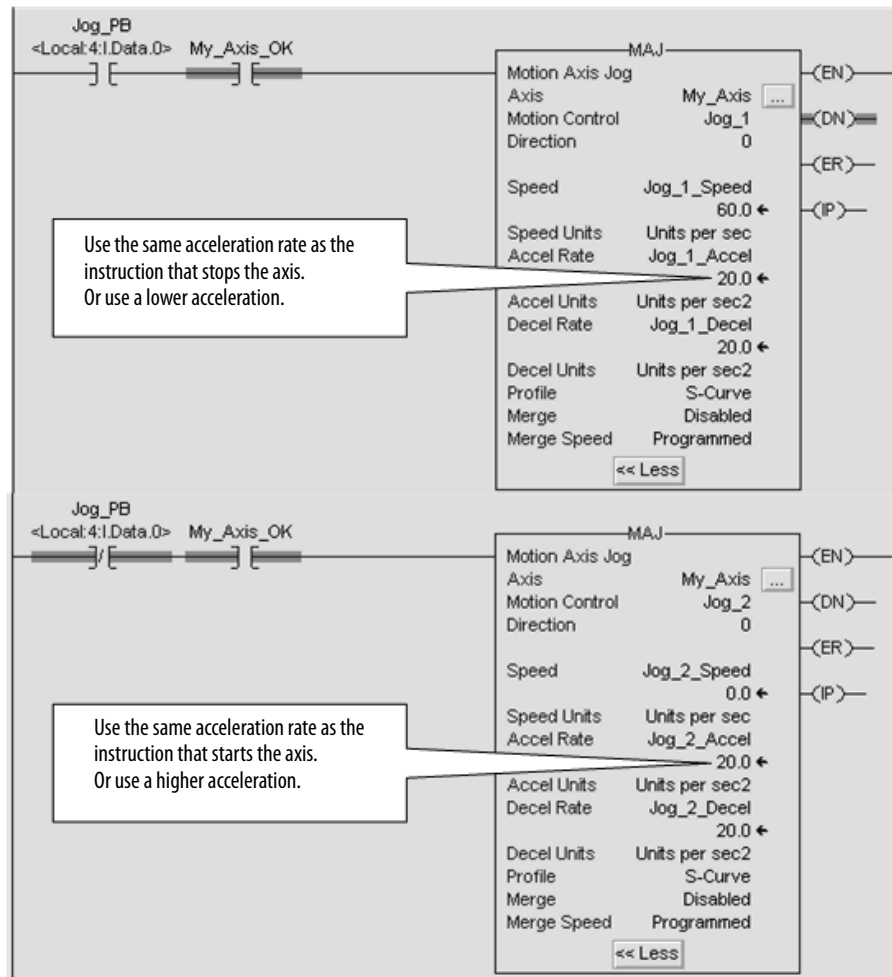 Jog_PB
<Local:4:I.Data.0> My_Axis_OK
MAJ
Motion Axis Jog
Axis My_Axis ...
Motion Control Jog_1
Direction 0
Speed Jog_1_Speed
60.0
Speed Units Units per sec
Accel Rate Jog_1_Accel
20.0
Accel Units Units per sec2
Decel Rate Jog_1_Decel
20.0
Decel Units Units per sec2
Profile S-Curve
Merge Disabled
Merge Speed Programmed
<< Less
EN
DN
ER
IP
Use the same acceleration rate as the
instruction that stops the axis.
Or use a lower acceleration.
Jog_PB
<Local:4:I.Data.0> My_Axis_OK
MAJ
Motion Axis Jog
Axis My_Axis ...
Motion Control Jog_2
Direction 0
Speed Jog_2_Speed
0.0
Speed Units Units per sec
Accel Rate Jog_2_Accel
20.0
Accel Units Units per sec2
Decel Rate Jog_2_Decel
20.0
Decel Units Units per sec2
Profile S-Curve
Merge Disabled
Merge Speed Programmed
<< Less
EN
DN
ER
IP
Use the same acceleration rate as the
instruction that starts the axis.
Or use a higher acceleration.